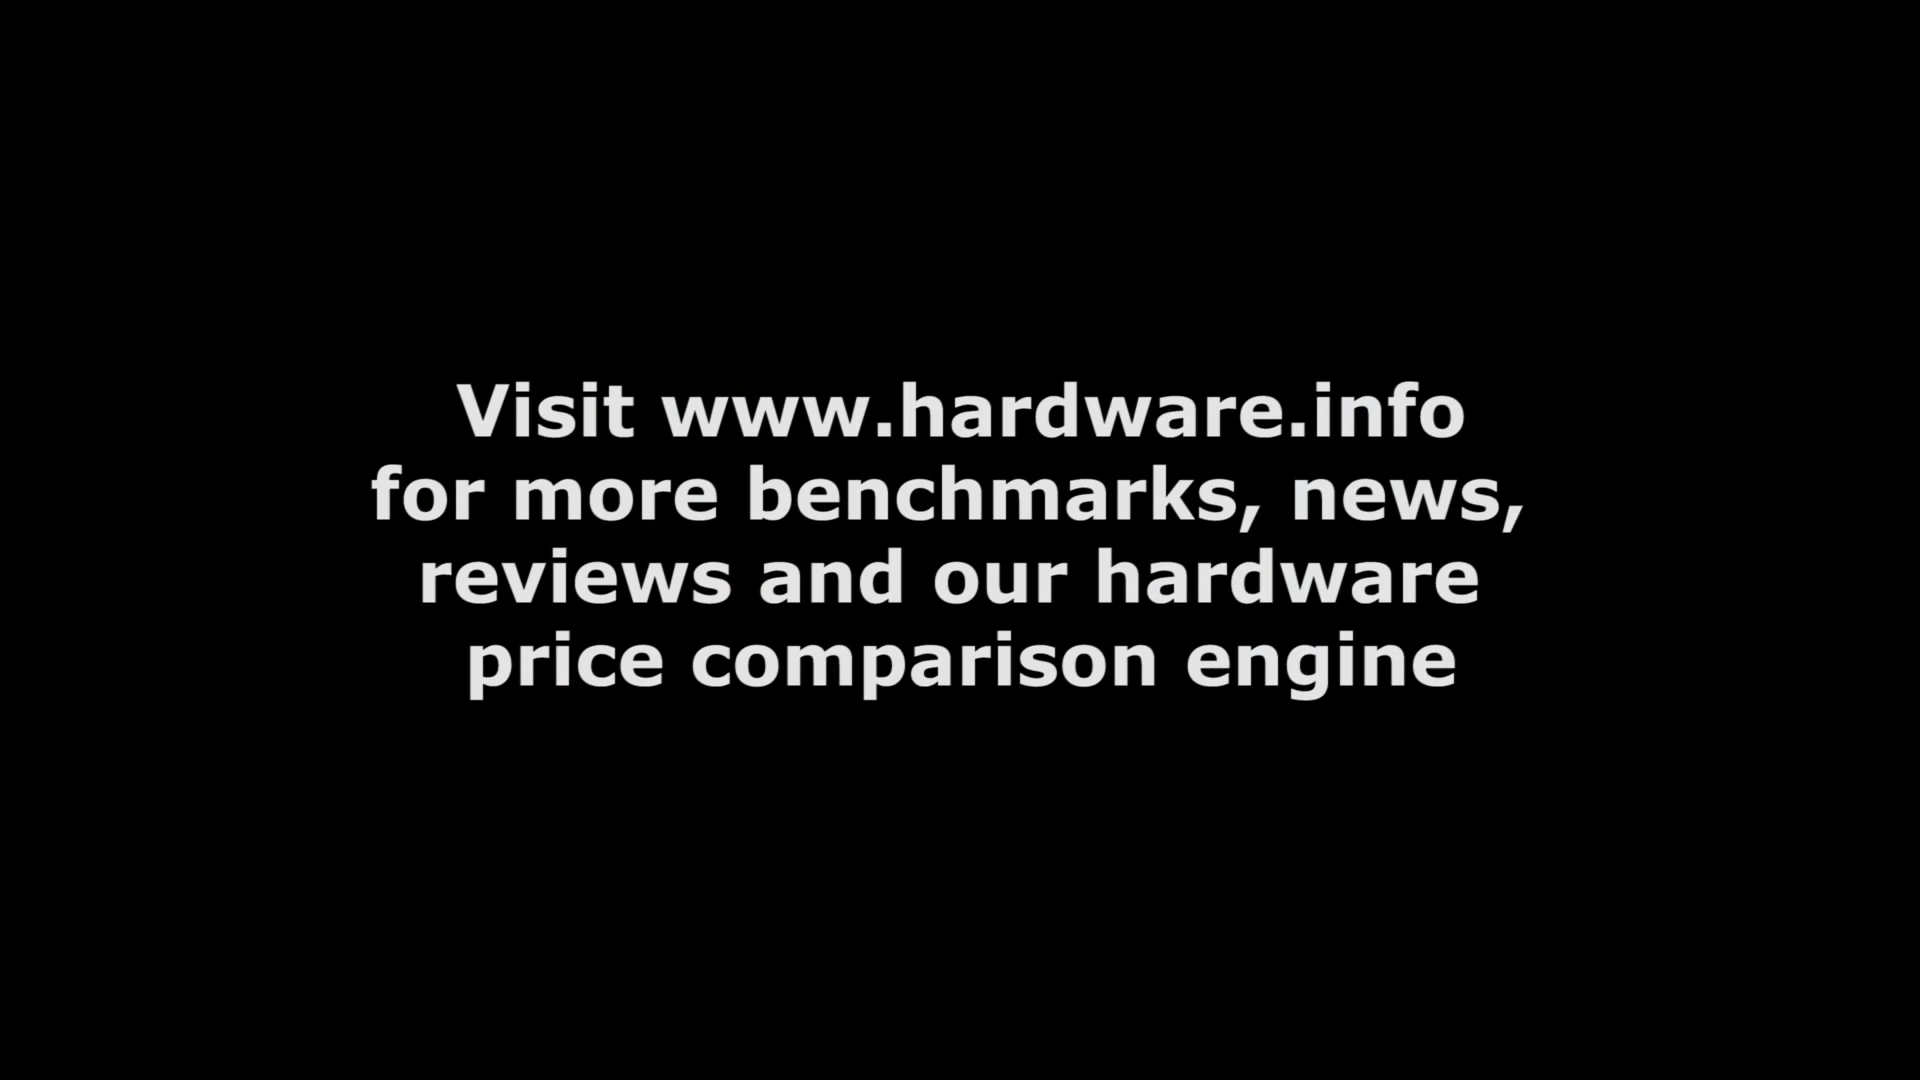 Visit www.hardware.info
for more benchmarks, news,
reviews and our hardware
price comparison engine